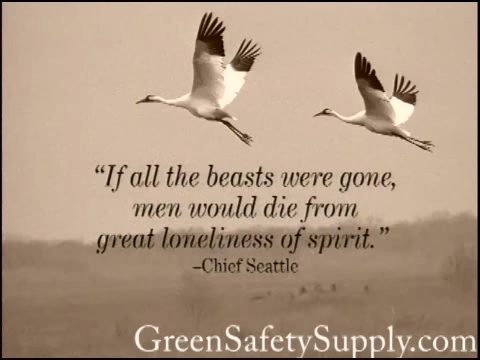 “If all the beasts were gone,
men would die from
great loneliness of spirit.”
–Chief Seattle
GreenSafetySupply.com